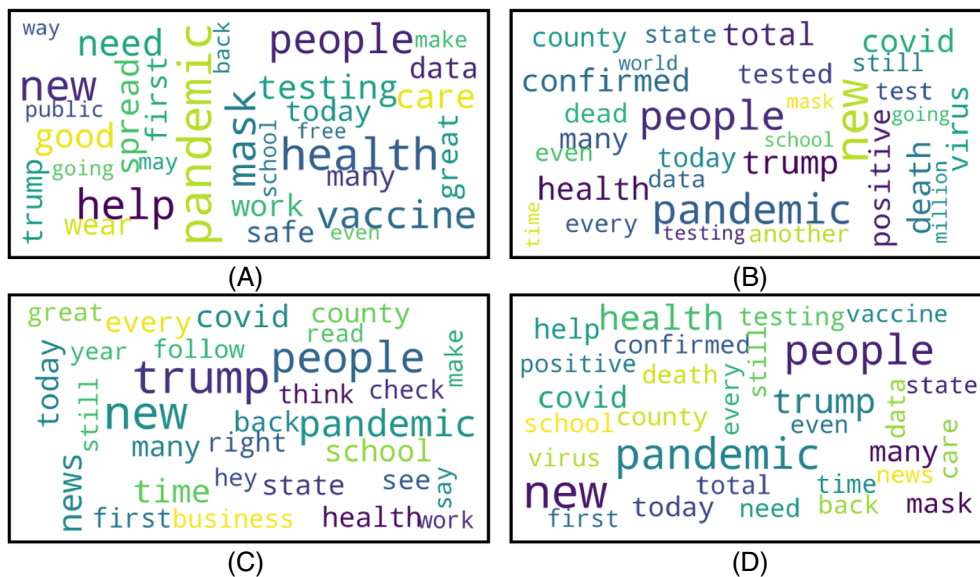 way need pandemic back people make
new first data
public spread mask testing care
good today
going may school free health great
trump help many
wear work vaccine
safe even
(A)
county state total covid
world still
confirmed tested new
dead people mask test going
many school virus
even today trump positive
health data death
time every pandemic million
testing another
(B)
great every covid county
read
today year follow people make
trump think check
still new back pandemic
many right school
news time hey state see say
first business health work
(C)
help health testing vaccine
positive confirmed still people
death state
covid every trump data
school county even
virus pandemic many care
news
new total time
first today need back mask
(D)